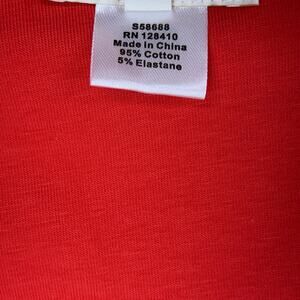 S58688
RN 128410
Made in China
95% Cotton
5% Elastane